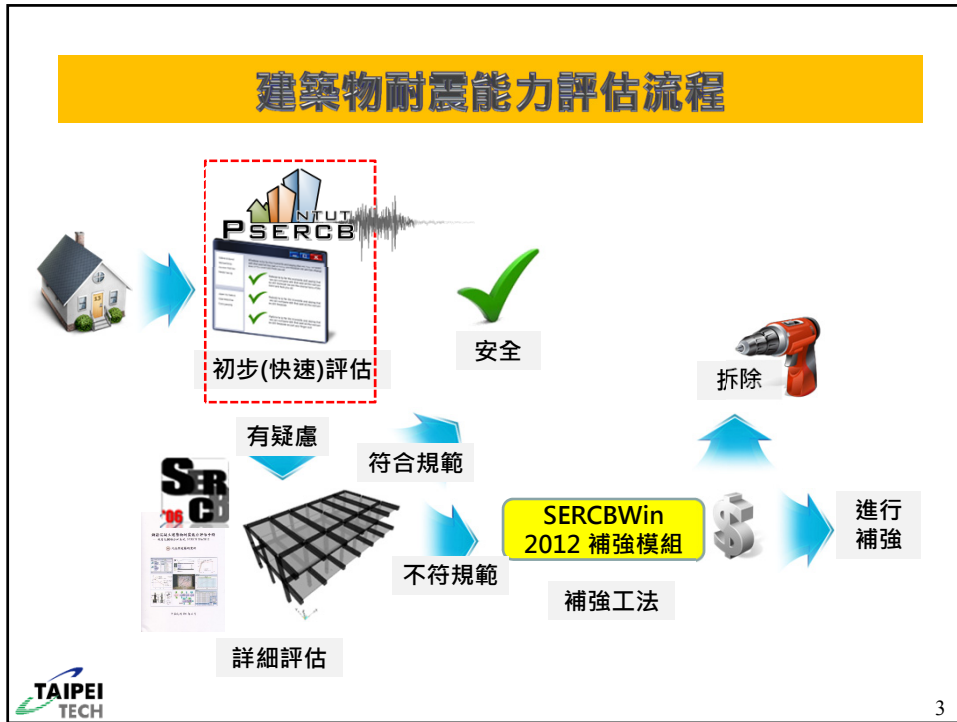 建築物耐震能力評估流程
NTUT
PSERCB
初步(快速)評估
安全
拆除
有疑慮
符合規範
SERCB
'06
SERCBWin
2012 補強模組
進行
補強
不符規範
補強工法
詳細評估
TAIPEI
TECH
3